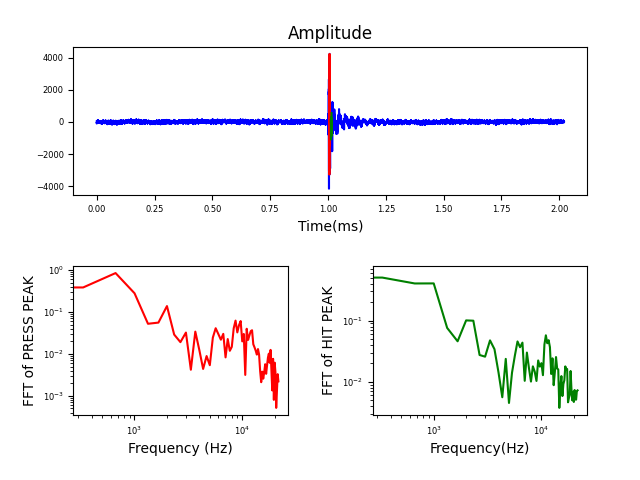 Amplitude
4000
2000
0
−2000
−4000
0.00 0.25 0.50 0.75 1.00 1.25 1.50 1.75 2.00
Time(ms)
FFT of PRESS PEAK
10⁰
10⁻¹
10⁻²
10⁻³
10³ 10⁴
Frequency (Hz)
FFT of HIT PEAK
10⁻¹
10⁻²
10³ 10⁴
Frequency(Hz)